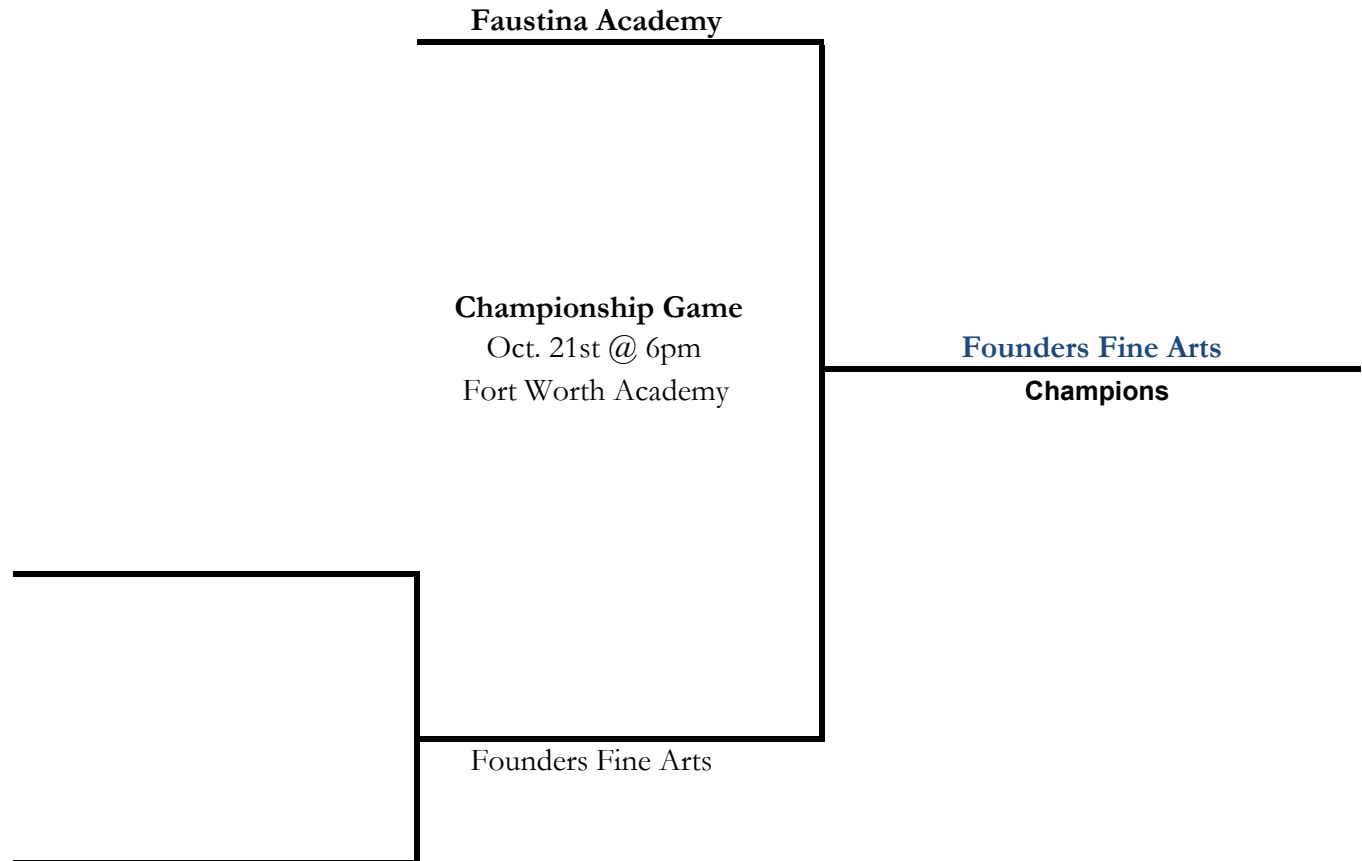 Faustina Academy
Championship Game
Oct. 21st @ 6pm
Fort Worth Academy
Founders Fine Arts
Champions
Founders Fine Arts